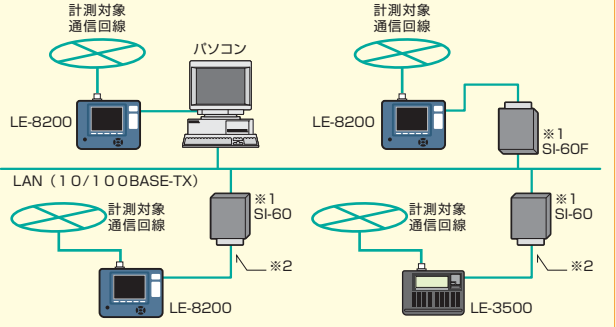 計測対象
通信回線
パソコン
LE-8200
計測対象
通信回線
LE-8200
※1
SI-60F
LAN（10/100BASE-TX）
計測対象
通信回線
※1
SI-60
※2
LE-8200
計測対象
通信回線
※1
SI-60
※2
LE-3500